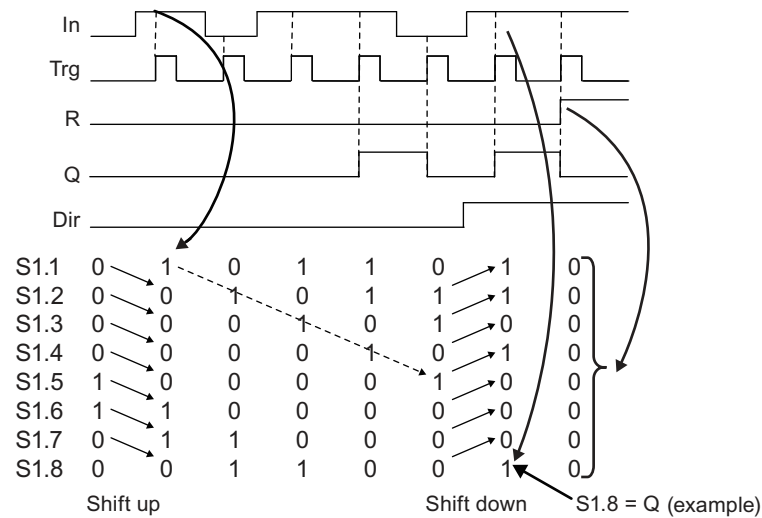 In
Trg
R
Q
Dir
S1.1 0 1 0 1 1 0 1 0
S1.2 0 0 1 0 1 1 1 0
S1.3 0 0 0 1 0 1 0 0
S1.4 0 0 0 0 1 0 1 0
S1.5 1 0 0 0 0 1 0 0
S1.6 1 1 0 0 0 0 0 0
S1.7 0 1 1 0 0 0 0 0
S1.8 0 0 1 1 0 0 1 0
Shift up Shift down S1.8 = Q (example)